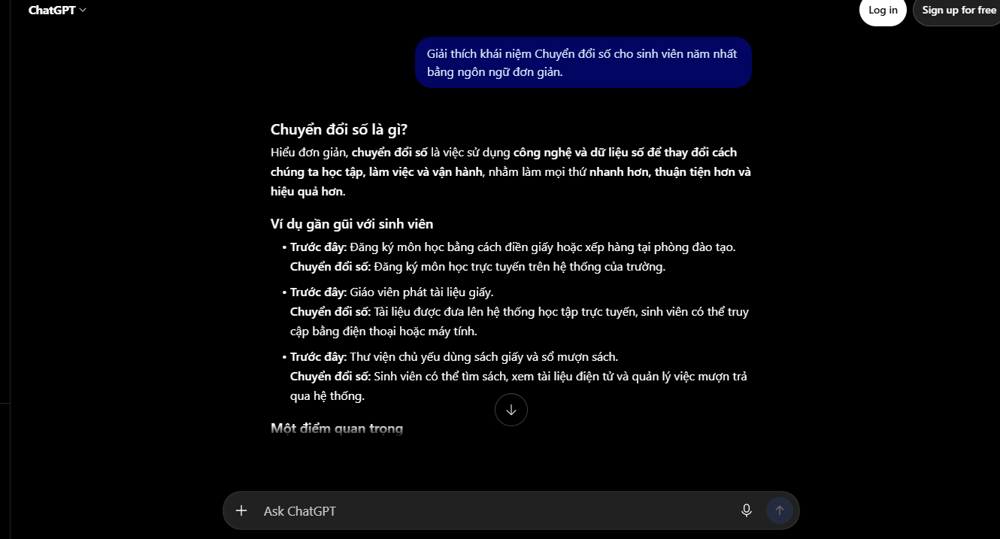 ChatGPT
Log in
Sign up for free
Giải thích khái niệm Chuyển đổi số cho sinh viên năm nhất
bằng ngôn ngữ đơn giản.
Chuyển đổi số là gì?
Hiểu đơn giản, chuyển đổi số là việc sử dụng công nghệ và dữ liệu số để thay đổi cách
chúng ta học tập, làm việc và vận hành, nhằm làm mọi thứ nhanh hơn, thuận tiện hơn và
hiệu quả hơn.
Ví dụ gần gũi với sinh viên
• Trước đây: Đăng ký môn học bằng cách điền giấy hoặc xếp hàng tại phòng đào tạo.
Chuyển đổi số: Đăng ký môn học trực tuyến trên hệ thống của trường.
• Trước đây: Giáo viên phát tài liệu giấy.
Chuyển đổi số: Tài liệu được đưa lên hệ thống học tập trực tuyến, sinh viên có thể truy
cập bằng điện thoại hoặc máy tính.
• Trước đây: Thư viện chủ yếu dùng sách giấy và sổ mượn sách.
Chuyển đổi số: Sinh viên có thể tìm sách, xem tài liệu điện tử và quản lý việc mượn trả
qua hệ thống.
Một điểm quan trọng
Ask ChatGPT